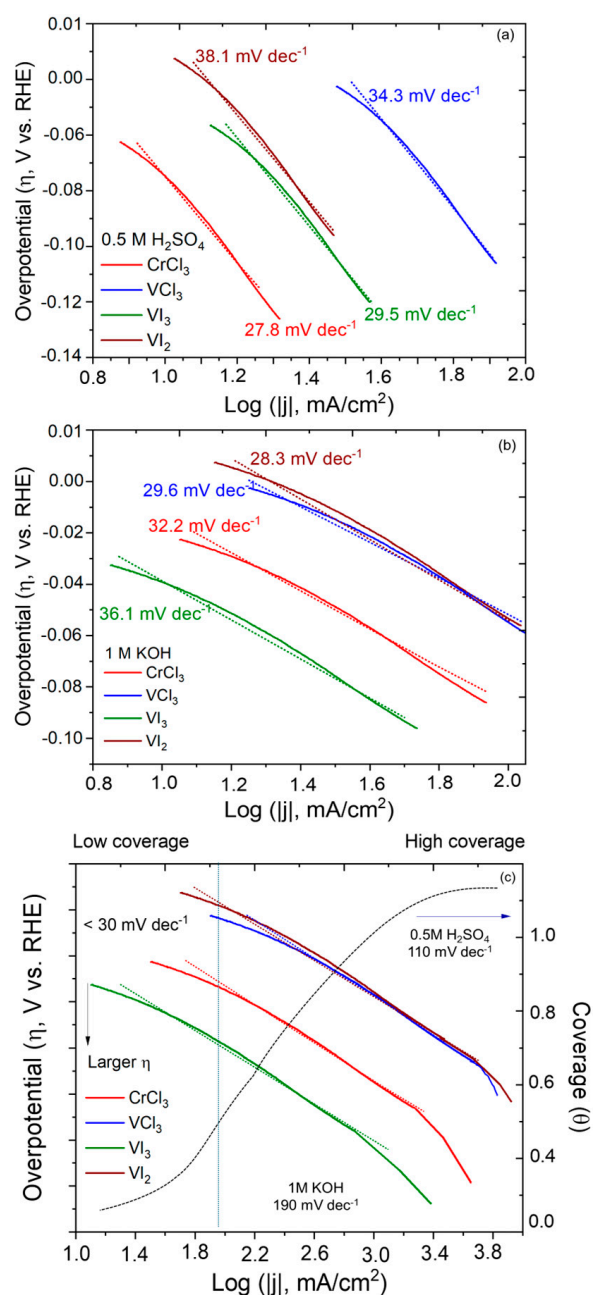 (a)
38.1 mV dec⁻¹
34.3 mV dec⁻¹
0.01
0.00
-0.06
-0.08
-0.10
-0.12
-0.14
Overpotential (η, V vs. RHE)
0.5 M H₂SO₄
CrCl₃
VCl₃
VI₃
VI₂
29.5 mV dec⁻¹
27.8 mV dec⁻¹
0.8 1.0 1.2 1.4 1.6 1.8 2.0
Log (|j|, mA/cm²)
(b)
28.3 mV dec⁻¹
29.6 mV dec⁻¹
32.2 mV dec⁻¹
36.1 mV dec⁻¹
0.01
0.00
-0.02
-0.04
-0.06
-0.08
-0.10
Overpotential (η, V vs. RHE)
1 M KOH
CrCl₃
VCl₃
VI₃
VI₂
0.8 1.0 1.2 1.4 1.6 1.8 2.0
Log (|j|, mA/cm²)
Low coverage
High coverage
(c)
< 30 mV dec⁻¹
0.5M H₂SO₄
110 mV dec⁻¹
Overpotential (η, V vs. RHE)
Larger η
CrCl₃
VCl₃
VI₃
VI₂
1M KOH
190 mV dec⁻¹
1.0
0.8
0.6
0.4
0.0
Coverage (θ)
1.0 1.4 1.8 2.2 2.6 3.0 3.4 3.8
Log (|j|, mA/cm²)